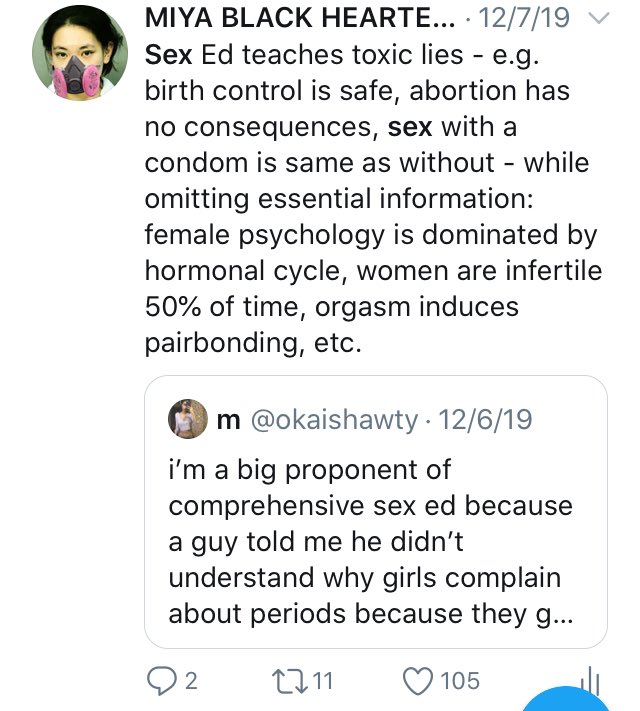 MIYA BLACK HEARTE... · 12/7/19
Sex Ed teaches toxic lies - e.g.
birth control is safe, abortion has
no consequences, sex with a
condom is same as without - while
omitting essential information:
female psychology is dominated by
hormonal cycle, women are infertile
50% of time, orgasm induces
pairbonding, etc.
m @okaishawty · 12/6/19
i'm a big proponent of
comprehensive sex ed because
a guy told me he didn't
understand why girls complain
about periods because they g...
2 11 105